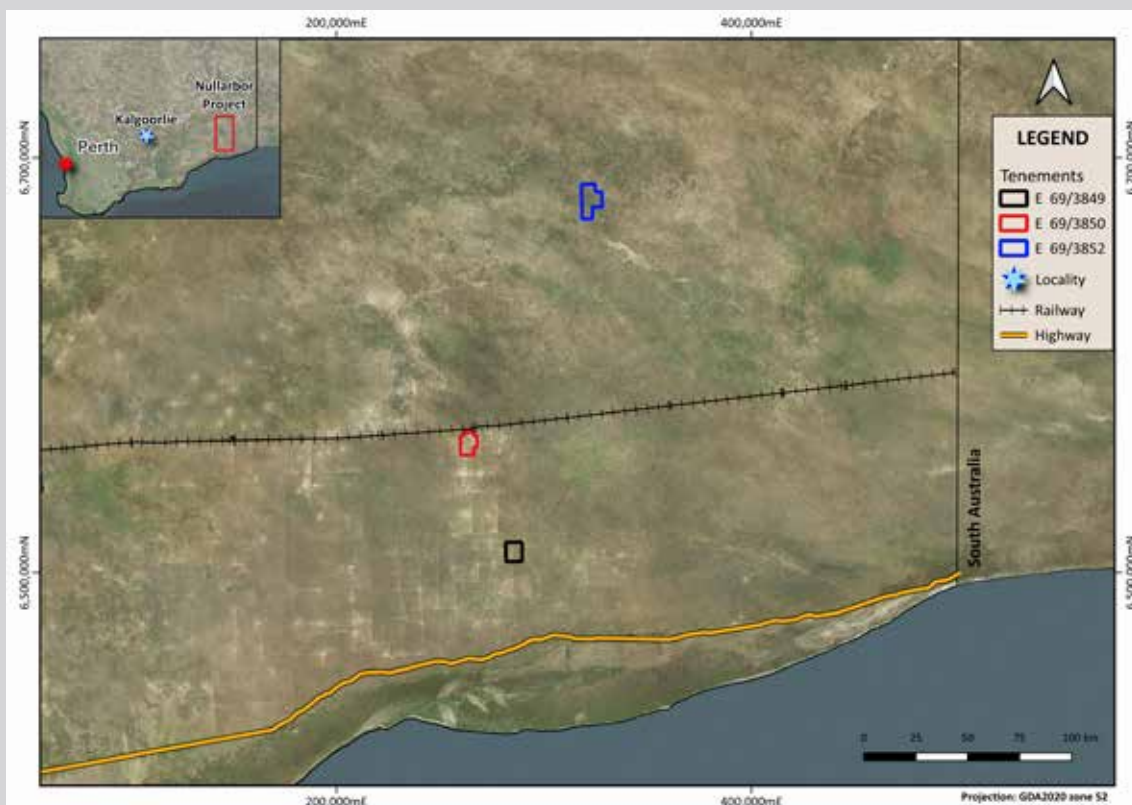 200,000mE
400,000mE
Nullarbor
Project
Kalgoorlie
Perth
6,700,000mN
6,700,000mN
LEGEND
Tenements
E 69/3849
E 69/3850
E 69/3852
Locality
Railway
Highway
South Australia
6,500,000mN
6,500,000mN
0 25 50 75 100 km
200,000mE
400,000mE
Projection: GDA2020 zone 52